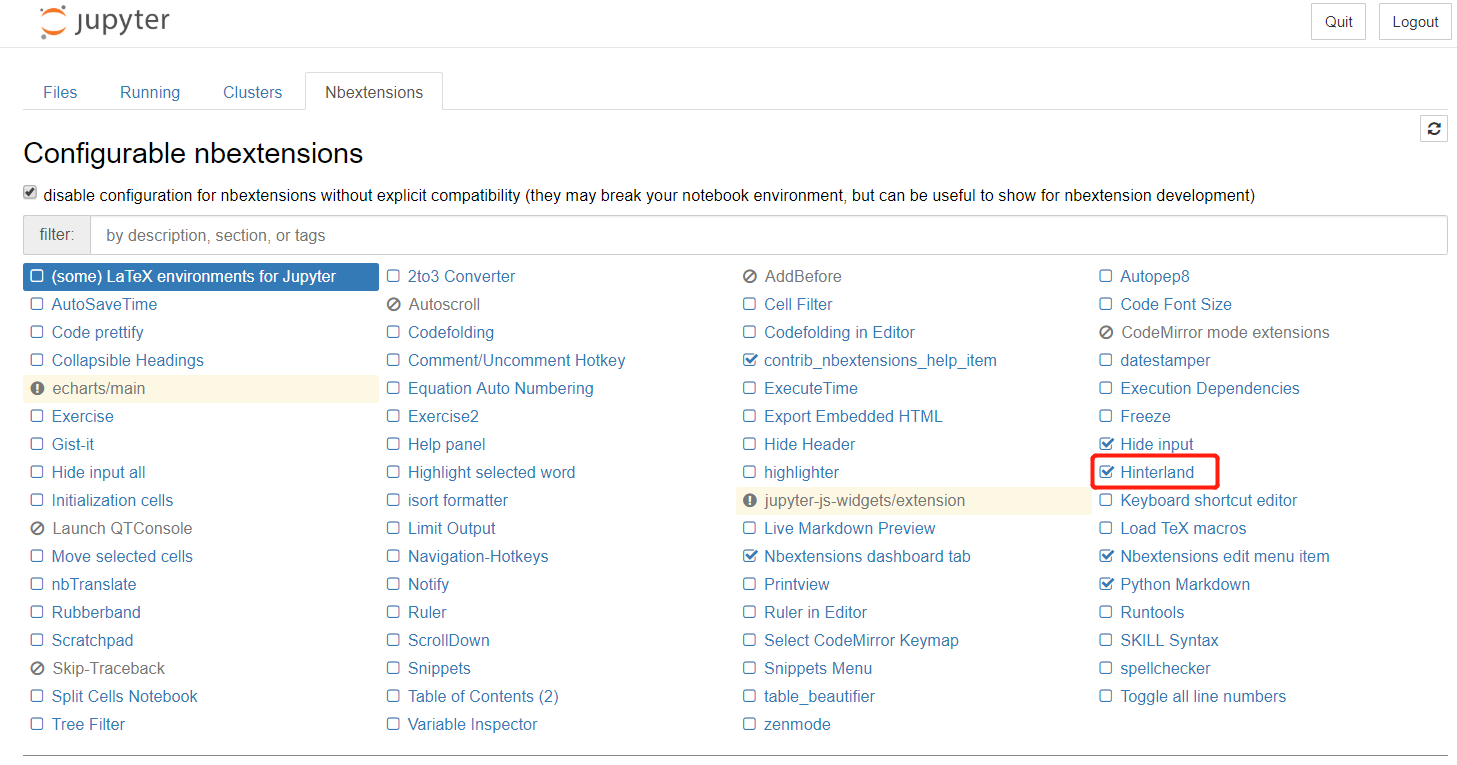 jupyter
Quit Logout
Files Running Clusters Nbextensions
Configurable nbextensions
disable configuration for nbextensions without explicit compatibility (they may break your notebook environment, but can be useful to show for nbextension development)
filter: by description, section, or tags
(some) LaTeX environments for Jupyter 2to3 Converter AddBefore Autopep8
AutoSaveTime Autoscroll Cell Filter Code Font Size
Code prettify Codefolding Codefolding in Editor CodeMirror mode extensions
Collapsible Headings Comment/Uncomment Hotkey contrib_nbextensions_help_item datestamper
echarts/main Equation Auto Numbering ExecuteTime Execution Dependencies
Exercise Exercise2 Export Embedded HTML Freeze
Gist-it Help panel Hide Header Hide input
Hide input all Highlight selected word highlighter Hinterland
Initialization cells isort formatter jupyter-js-widgets/extension Keyboard shortcut editor
Launch QTConsole Limit Output Live Markdown Preview Load TeX macros
Move selected cells Navigation-Hotkeys Nbextensions dashboard tab Nbextensions edit menu item
nbTranslate Notify Printview Python Markdown
Rubberband Ruler Ruler in Editor Runtools
Scratchpad ScrollDown Select CodeMirror Keymap SKILL Syntax
Skip-Traceback Snippets Snippets Menu spellchecker
Split Cells Notebook Table of Contents (2) table_beautifier Toggle all line numbers
Tree Filter Variable Inspector zenmode